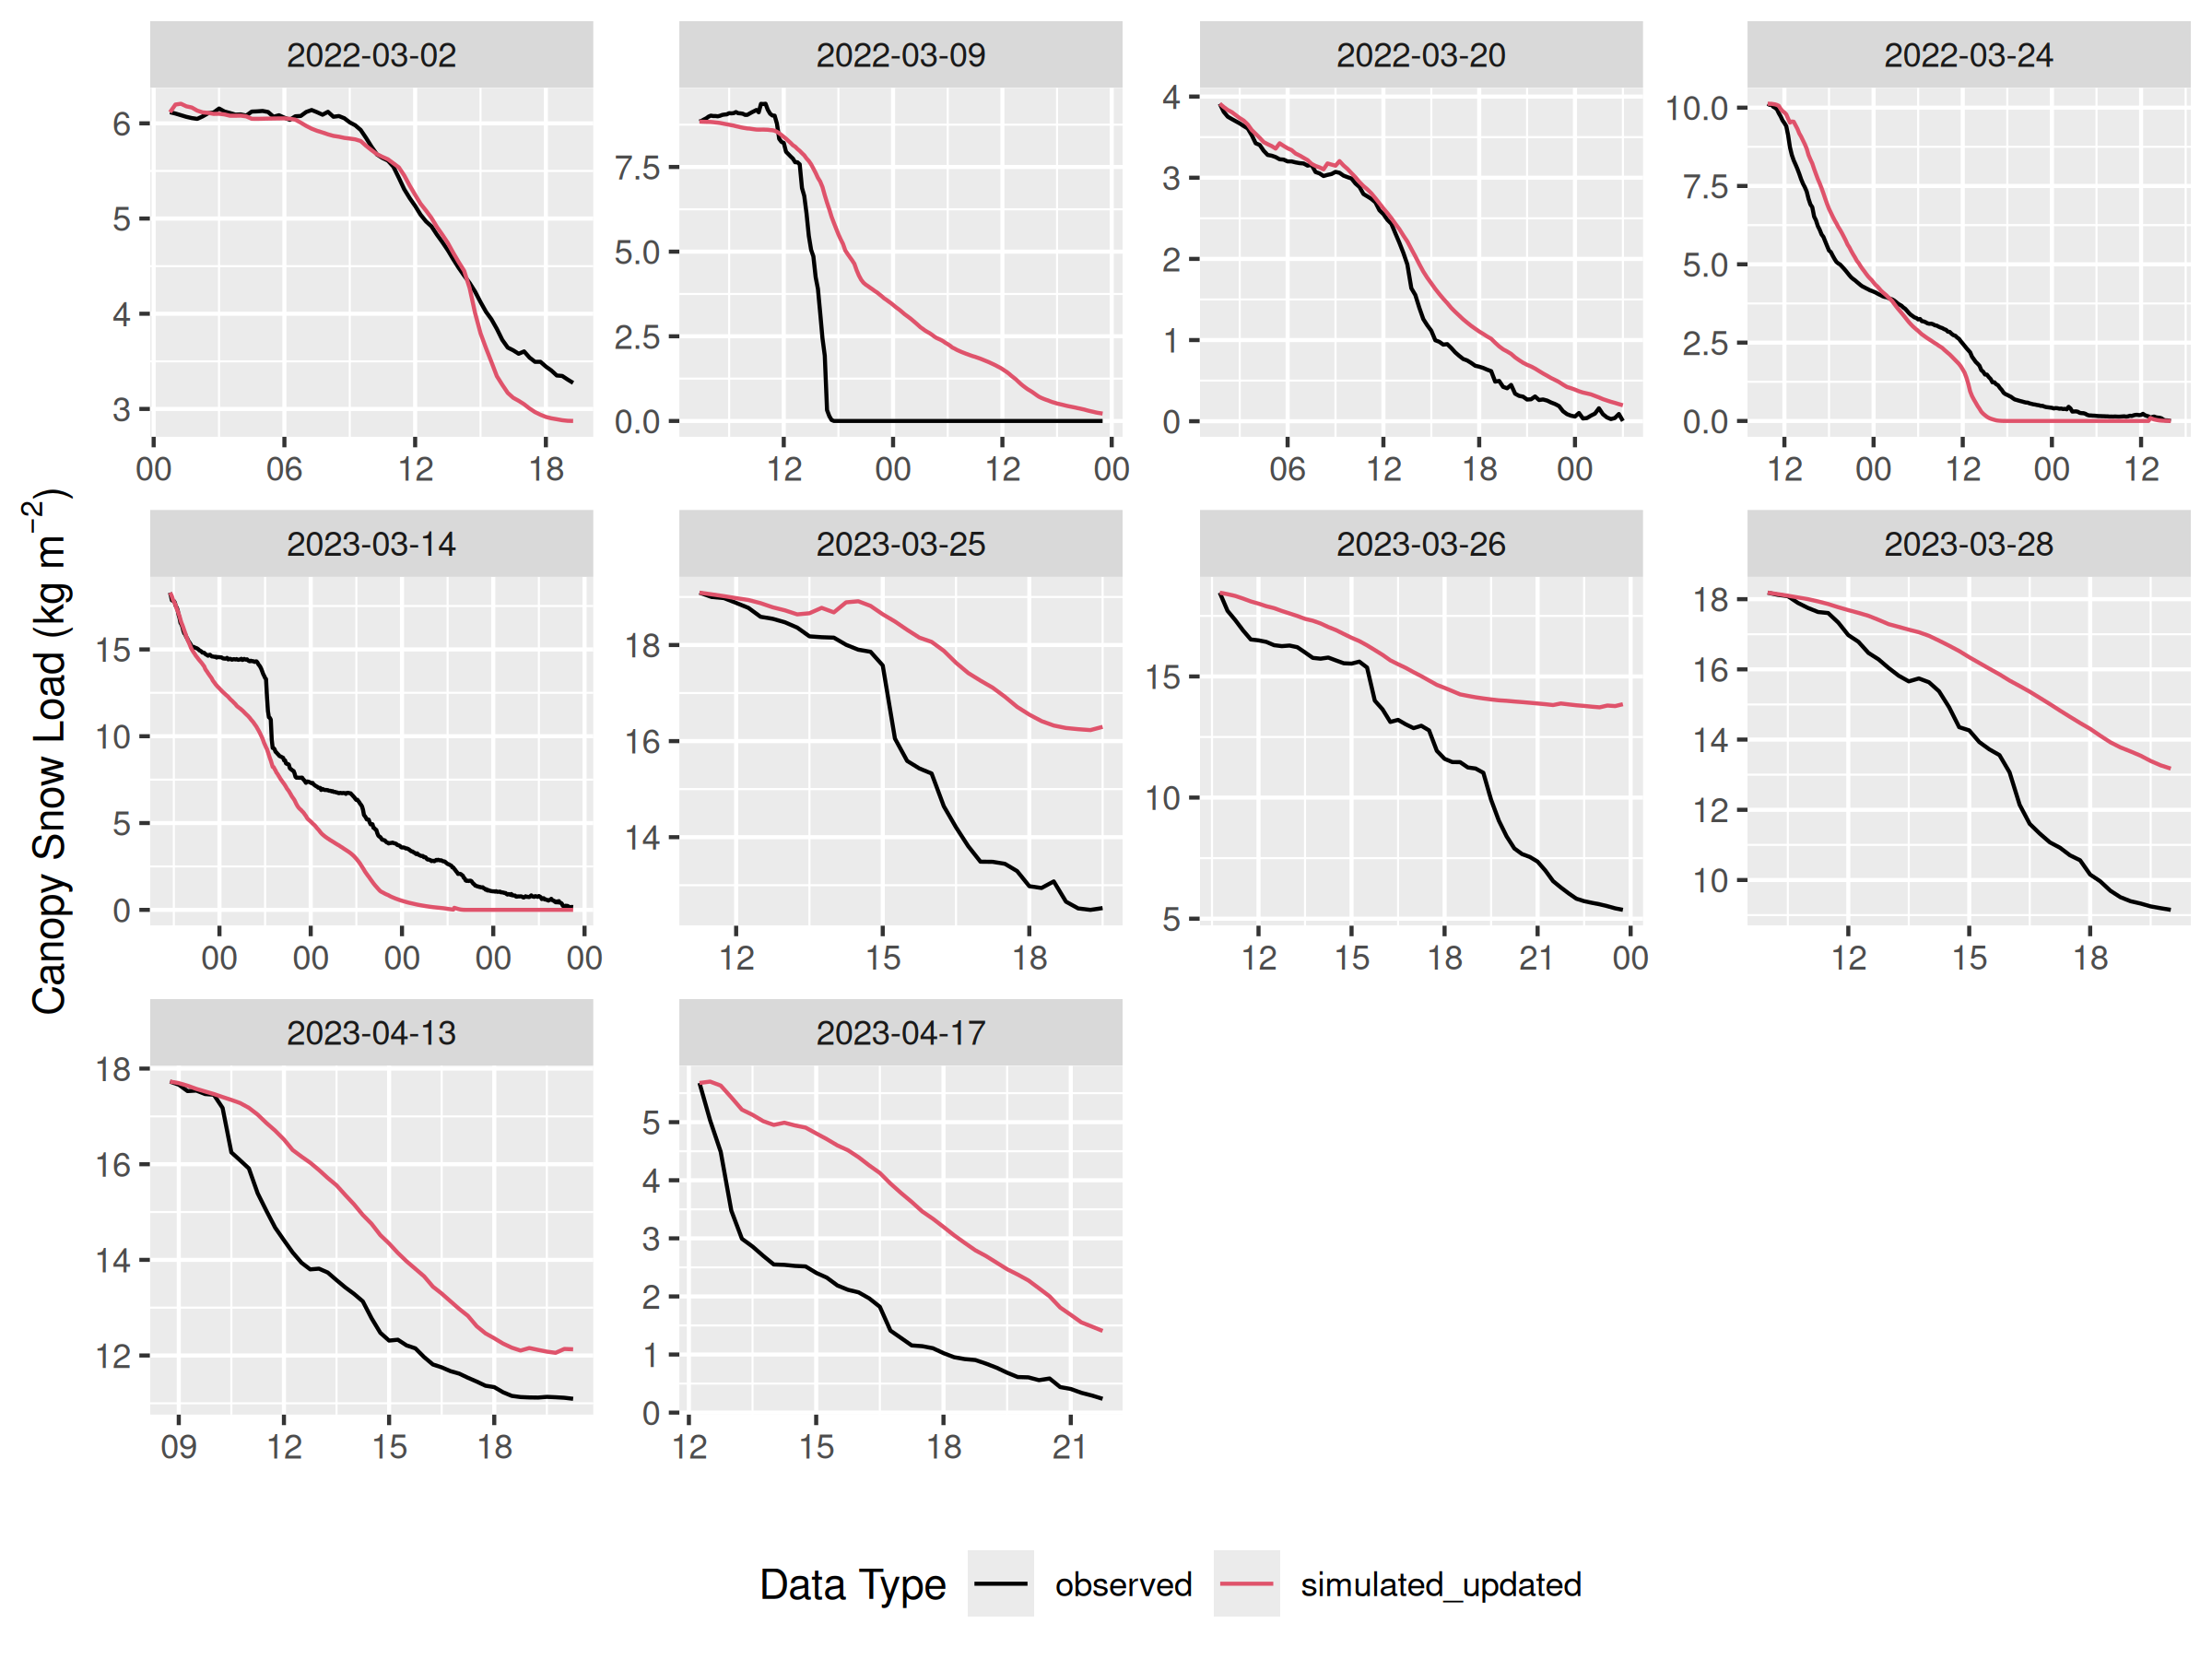 2022-03-02 2022-03-09 2022-03-20 2022-03-24
6 5 4 3
00 06 12 18
7.5 5.0 2.5 0.0
12 00 12 00
4 3 2 1 0
06 12 18 00
10.0 7.5 5.0 2.5 0.0
12 00 12 00 12
Canopy Snow Load (kg m⁻²)
2023-03-14 2023-03-25 2023-03-26 2023-03-28
15 10 5 0
00 00 00 00 00
18 16 14
12 15 18
15 10 5
12 15 18 21 00
18 16 14 12 10
12 15 18
2023-04-13 2023-04-17
18 16 14 12
09 12 15 18
5 4 3 2 1 0
12 15 18 21
Data Type observed simulated_updated